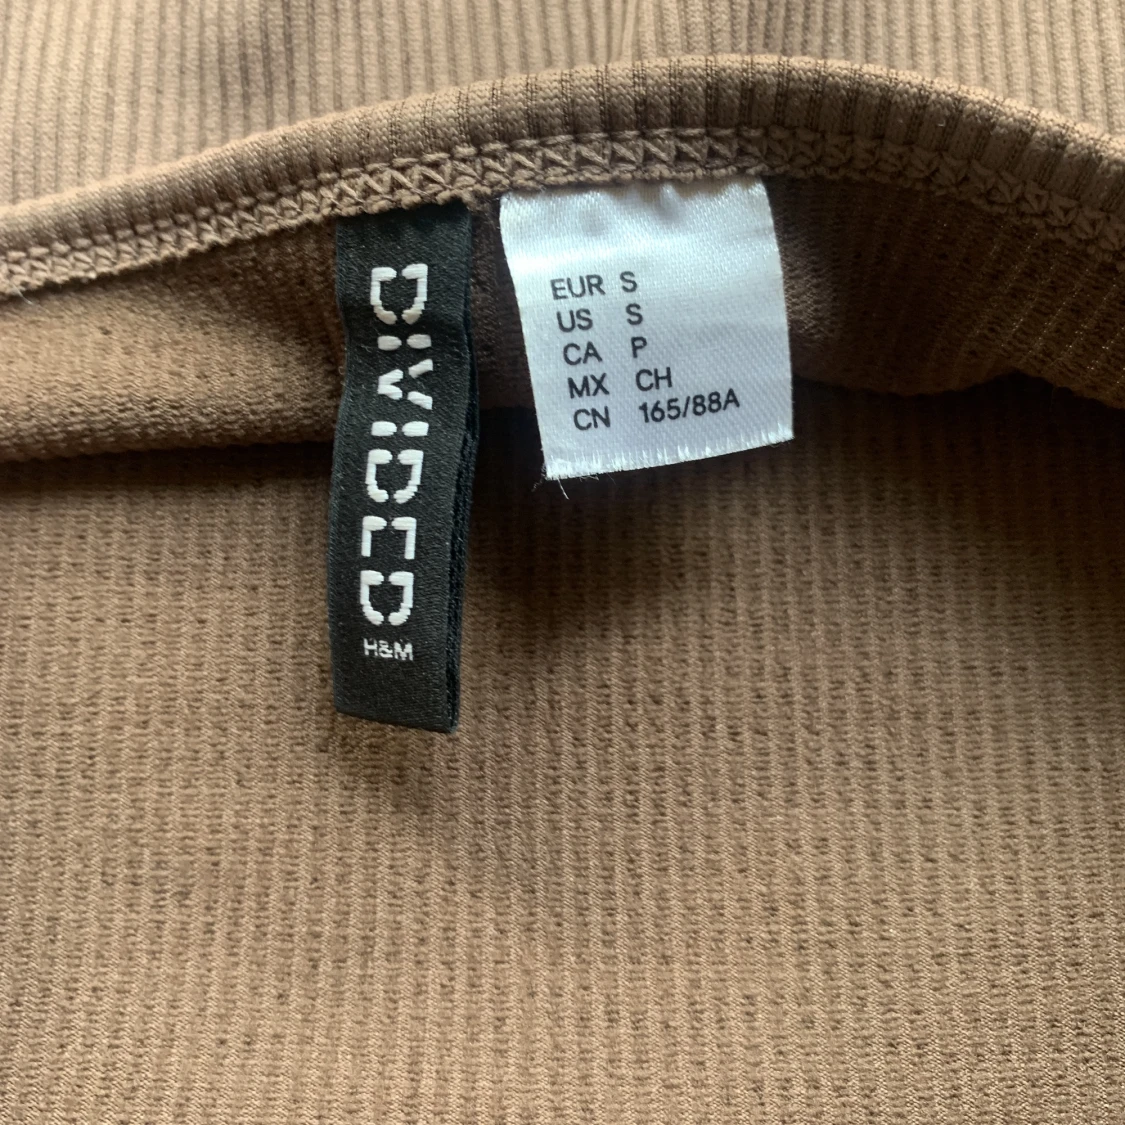 DIVIDED
H&M
EUR S
US S
CA P
MX CH
CN 165/88A